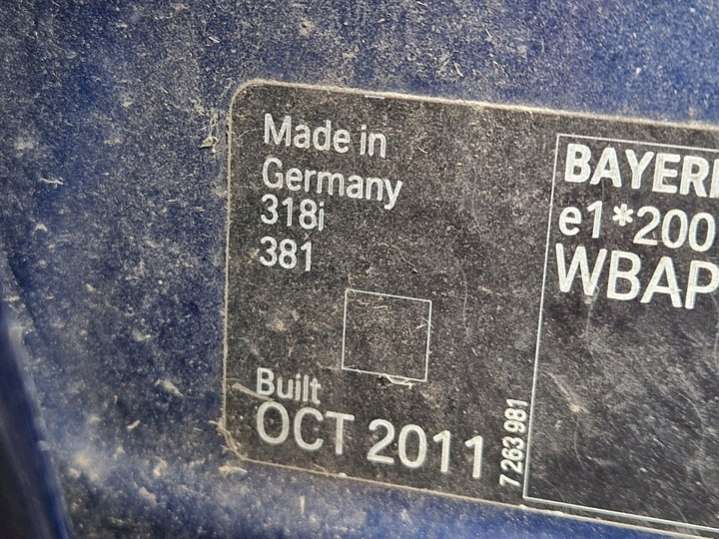 Made in
Germany
318i
381
Built
OCT 2011
7 263 981
BAYERI
e1*200
WBAP